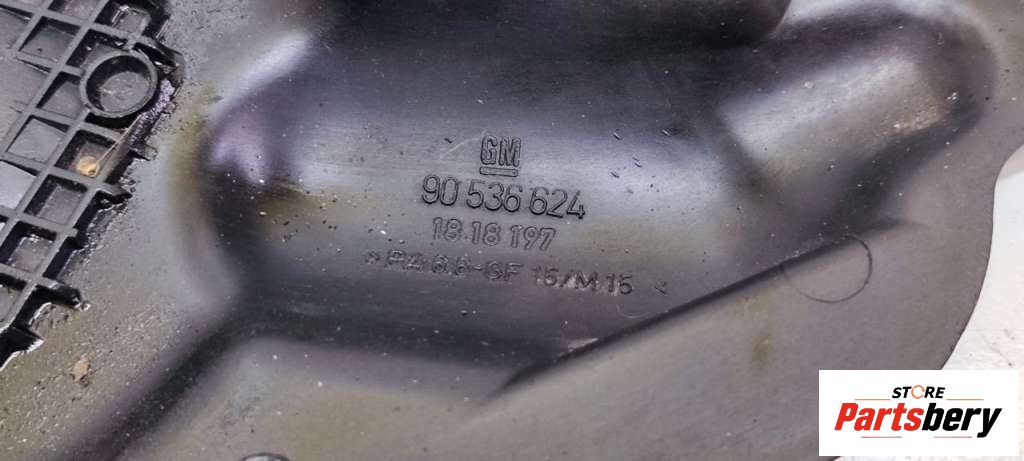 GM
90 536 624
18 18 197
> PA 6 6-GF 15/M 15 <
STORE
Partsbery